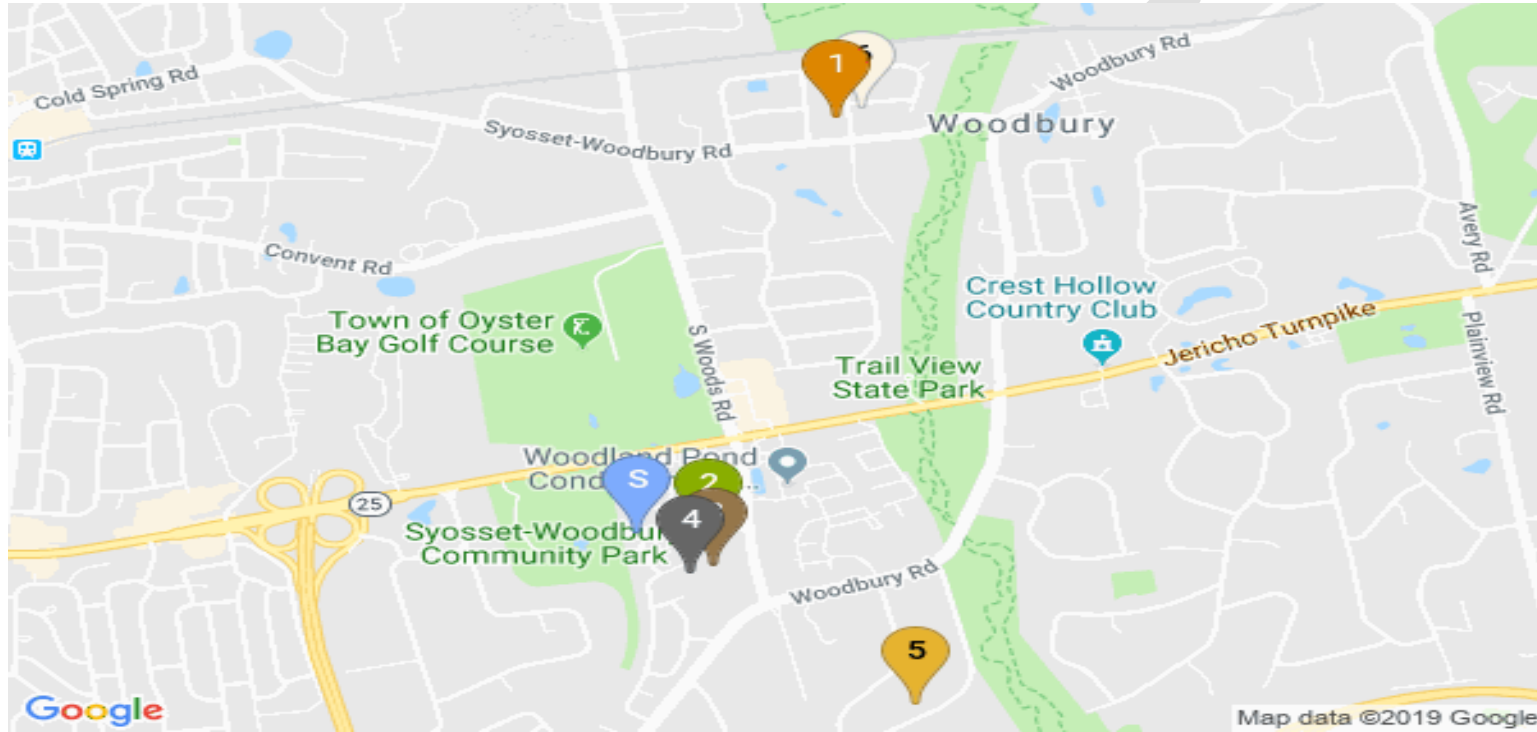 Cold Spring Rd
Syosset-Woodbury Rd
Woodbury Rd
Woodbury
1
Convent Rd
Avery Rd
Town of Oyster
Bay Golf Course
S Woods Rd
Crest Hollow
Country Club
Jericho Turnpike
Plainview Rd
Trail View
State Park
Woodland Pond
S
2
25
4
Syosset-Woodbu
Community Park
Woodbury Rd
5
Google
Map data ©2019 Google